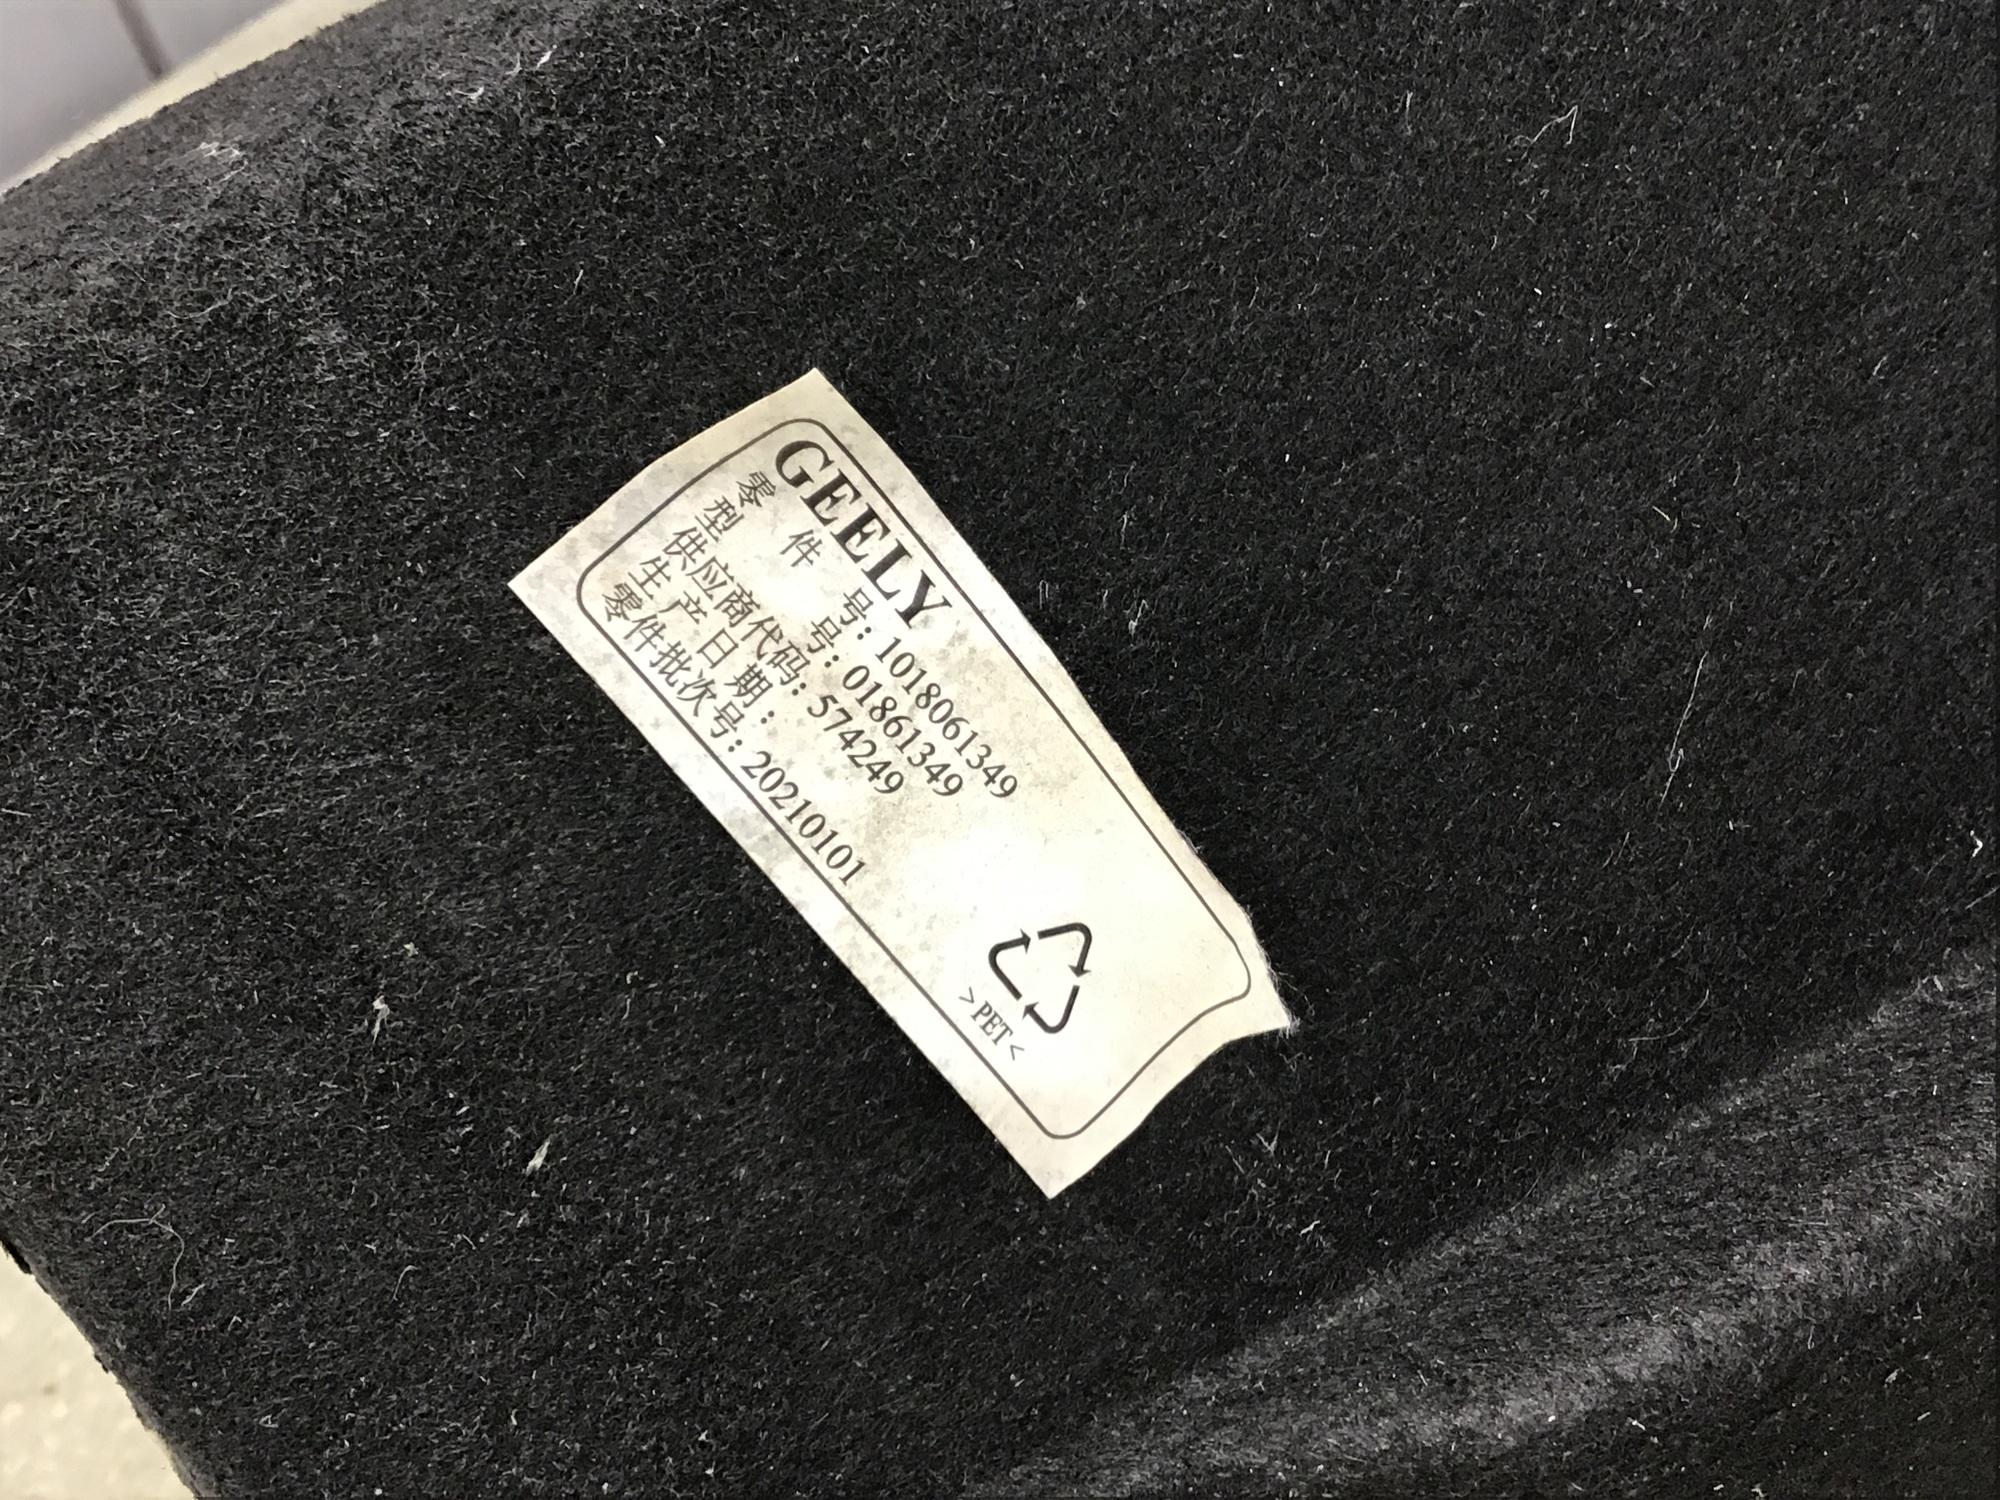 GEELY
零件号：1018061349
型号：01861349
供应商代码：574249
生产日期：
零件批次号：20210101
>PET<